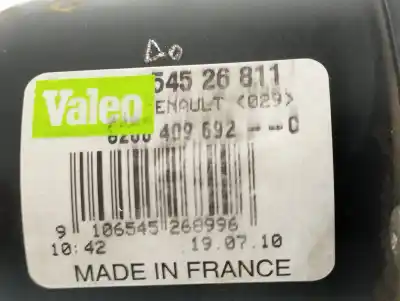 Δo
545 26 811
Valeo
ENAULT <029>
8200 409 692 -- C
9 106545 268996
10:42 19.07.10
MADE IN FRANCE